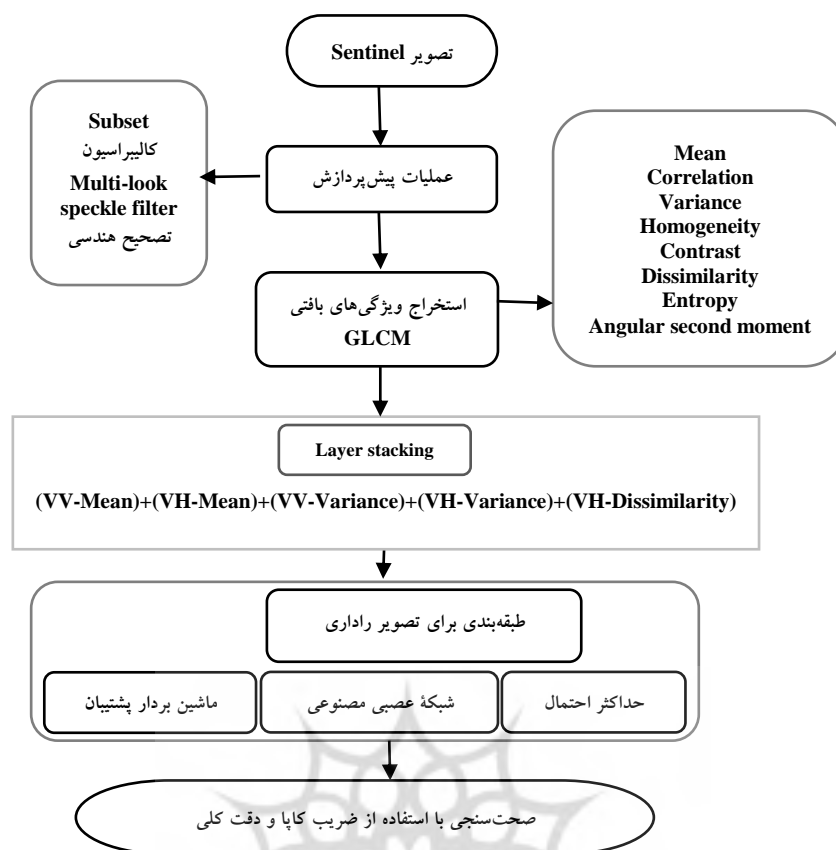 تصویر Sentinel
Subset
کالیبراسیون
Multi-look
speckle filter
تصحیح هندسی
عملیات پیش‌پردازش
Mean
Correlation
Variance
Homogeneity
Contrast
Dissimilarity
Entropy
Angular second moment
استخراج ویژگی‌های بافتی
GLCM
Layer stacking
(VV-Mean)+(VH-Mean)+(VV-Variance)+(VH-Variance)+(VH-Dissimilarity)
طبقه‌بندی برای تصویر راداری
حداکثر احتمال
شبکۀ عصبی مصنوعی
ماشین بردار پشتیبان
صحت‌سنجی با استفاده از ضریب کاپا و دقت کلی